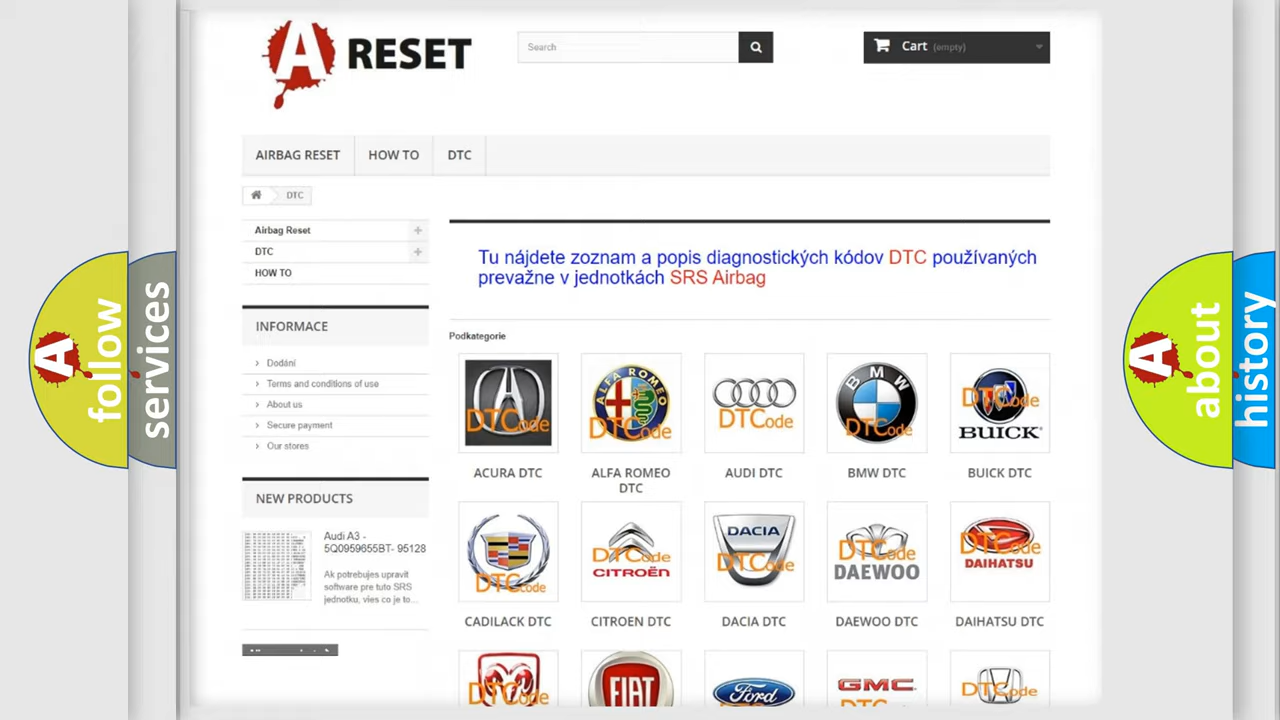 A RESET
Search
Cart (empty)
AIRBAG RESET
HOW TO
DTC
DTC
Airbag Reset
DTC
HOW TO
INFORMACE
Dodání
Terms and conditions of use
About us
Secure payment
Our stores
NEW PRODUCTS
Audi A3 -
5Q0959655BT- 95128
Ak potrebujes upravit
software pre tuto SRS
jednotku, vies co je to...
Tu nájdete zoznam a popis diagnostických kódov DTC používaných
prevažne v jednotkách SRS Airbag
Podkategorie
DTCode
ALFA ROMEO
DTCode
DTCode
BMW
DTCode
DTCode
BUICK
ACURA DTC
ALFA ROMEO
DTC
AUDI DTC
BMW DTC
BUICK DTC
DTCode
DTCode
CITROËN
DACIA
DTCode
DTCode
DAEWOO
DTCode
DAIHATSU
CADILACK DTC
CITROEN DTC
DACIA DTC
DAEWOO DTC
DAIHATSU DTC
DTCode
FIAT
Ford
GMC
DTCode
A follow
services
A about
history